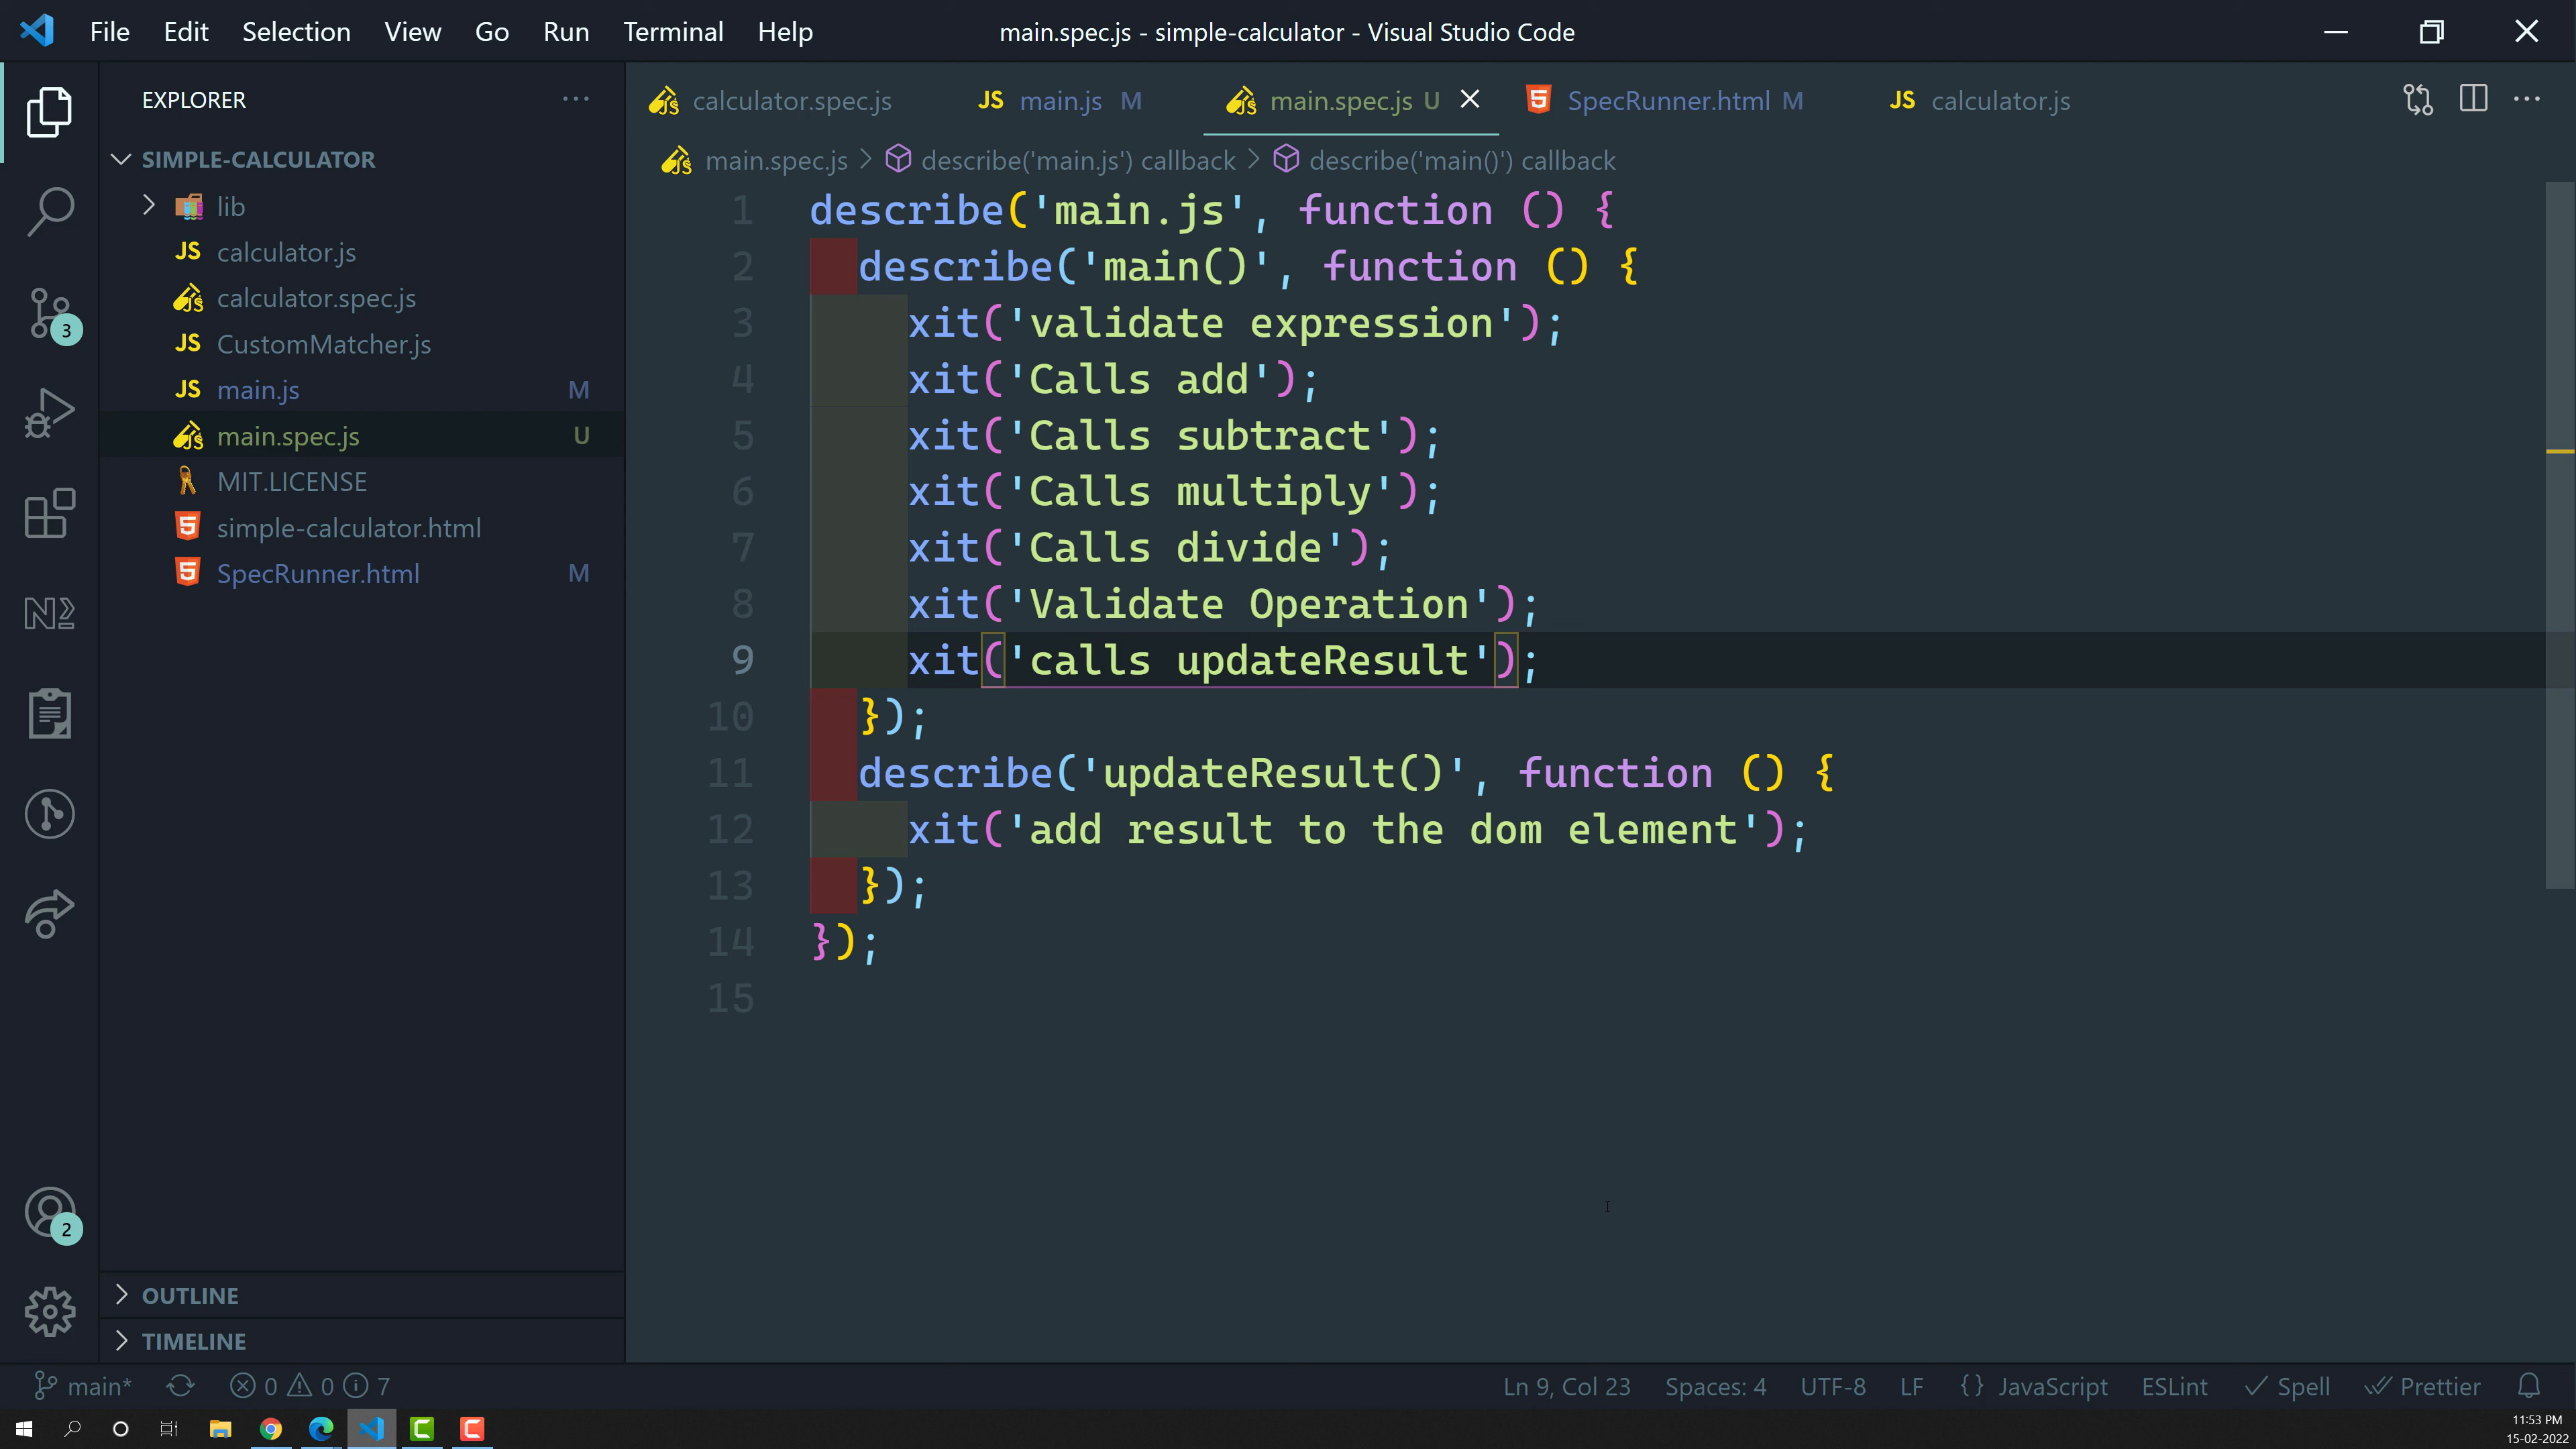 File Edit Selection View Go Run Terminal Help
main.spec.js - simple-calculator - Visual Studio Code
EXPLORER
calculator.spec.js
JS main.js M
main.spec.js U
SpecRunner.html M
JS calculator.js
SIMPLE-CALCULATOR
main.spec.js > describe('main.js') callback > describe('main()') callback
lib
JS calculator.js
calculator.spec.js
JS CustomMatcher.js
JS main.js M
main.spec.js U
MIT.LICENSE
simple-calculator.html
SpecRunner.html M
3
2
1 describe('main.js', function () {
2 describe('main()', function () {
3 xit('validate expression');
4 xit('Calls add');
5 xit('Calls subtract');
6 xit('Calls multiply');
7 xit('Calls divide');
8 xit('Validate Operation');
9 xit('calls updateResult');
10 });
11 describe('updateResult()', function () {
12 xit('add result to the dom element');
13 });
14 });
15
OUTLINE
TIMELINE
main* 0 0 7
Ln 9, Col 23 Spaces: 4 UTF-8 LF {} JavaScript ESLint Spell Prettier
11:53 PM
15-02-2022